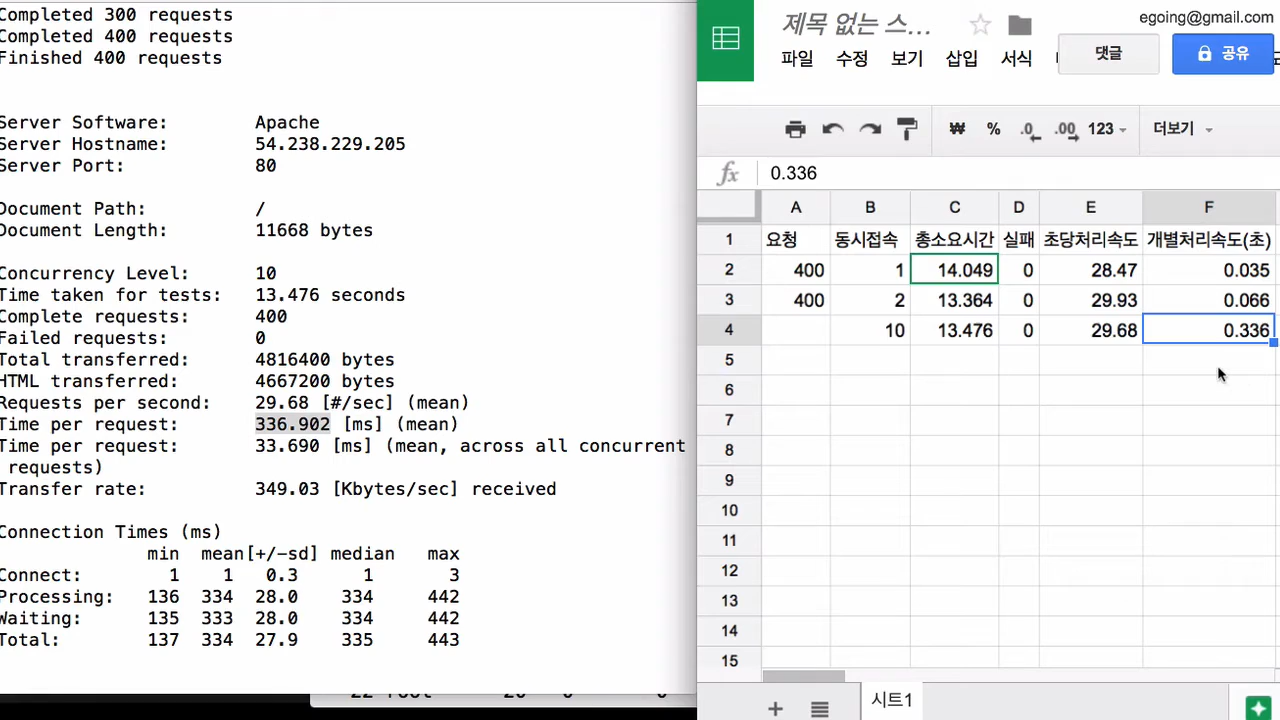 Completed 300 requests
Completed 400 requests
Finished 400 requests
Server Software: Apache
Server Hostname: 54.238.229.205
Server Port: 80
Document Path: /
Document Length: 11668 bytes
Concurrency Level: 10
Time taken for tests: 13.476 seconds
Complete requests: 400
Failed requests: 0
Total transferred: 4816400 bytes
HTML transferred: 4667200 bytes
Requests per second: 29.68 [#/sec] (mean)
Time per request: 336.902 [ms] (mean)
Time per request: 33.690 [ms] (mean, across all concurrent
requests)
Transfer rate: 349.03 [Kbytes/sec] received
Connection Times (ms)
min mean[+/-sd] median max
Connect: 1 1 0.3 1 3
Processing: 136 334 28.0 334 442
Waiting: 135 333 28.0 334 442
Total: 137 334 27.9 335 443
제목 없는 스...
egoing@gmail.com
파일 수정 보기 삽입 서식
댓글
공유
₩ % .0 .00 123 더보기
fx 0.336
A B C D E F
1 요청 동시접속 총소요시간 실패 초당처리속도 개별처리속도(초)
2 400 1 14.049 0 28.47 0.035
3 400 2 13.364 0 29.93 0.066
4 10 13.476 0 29.68 0.336
5
6
7
8
9
10
11
12
13
14
15
+ 시트1